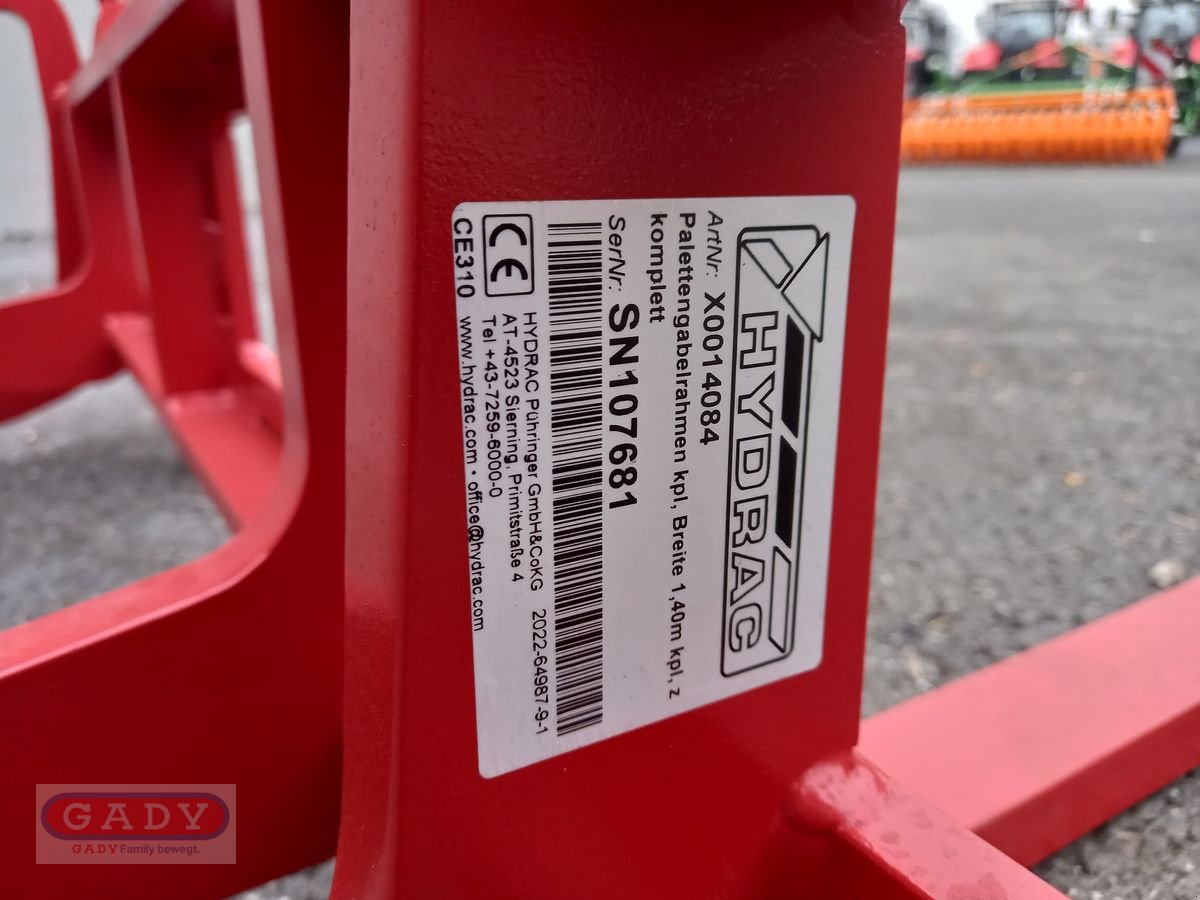 HYDRAC
ArtNr: X0014084
Palettengabelrahmen kpl, Breite 1,40m kpl, z
komplett
SerNr: SN107681
CE
HYDRAC Pühringer GmbH&CoKG 2022-64987-9-1
AT-4523 Sierning, Primitstraße 4
Tel +43-7259-6000-0
CE310 www.hydrac.com • office@hydrac.com
GADY
GADY Family bewegt.